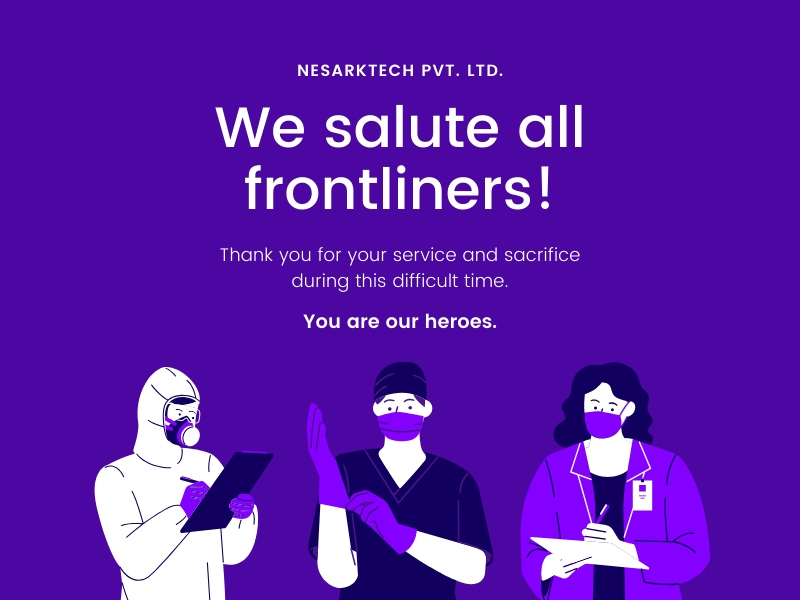 NESARKTECH PVT. LTD.
We salute all
frontliners!
Thank you for your service and sacrifice
during this difficult time.
You are our heroes.